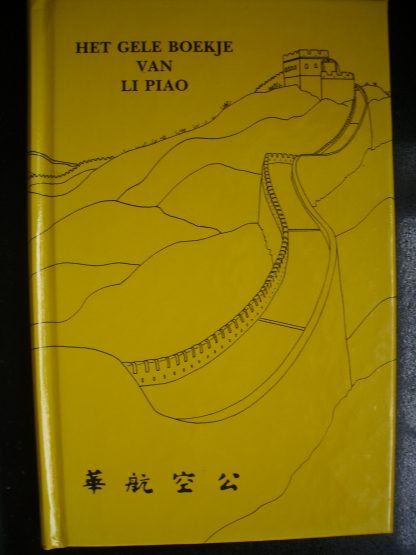 HET GELE BOEKJE
VAN
LI PIAO
華航空公